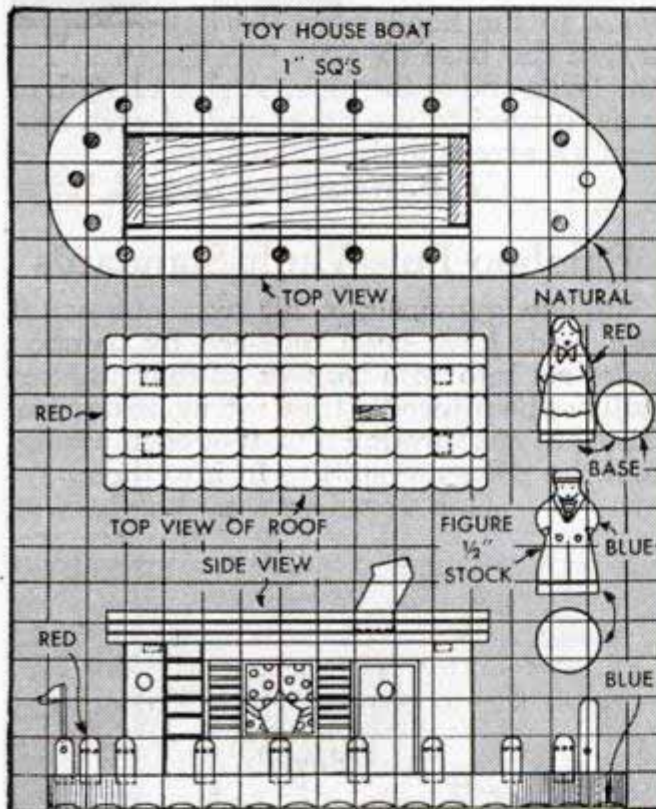 TOY HOUSE BOAT
1" SQ'S
TOP VIEW
NATURAL
RED
RED
BASE
TOP VIEW OF ROOF
FIGURE
½"
STOCK
BLUE
SIDE VIEW
RED
BLUE